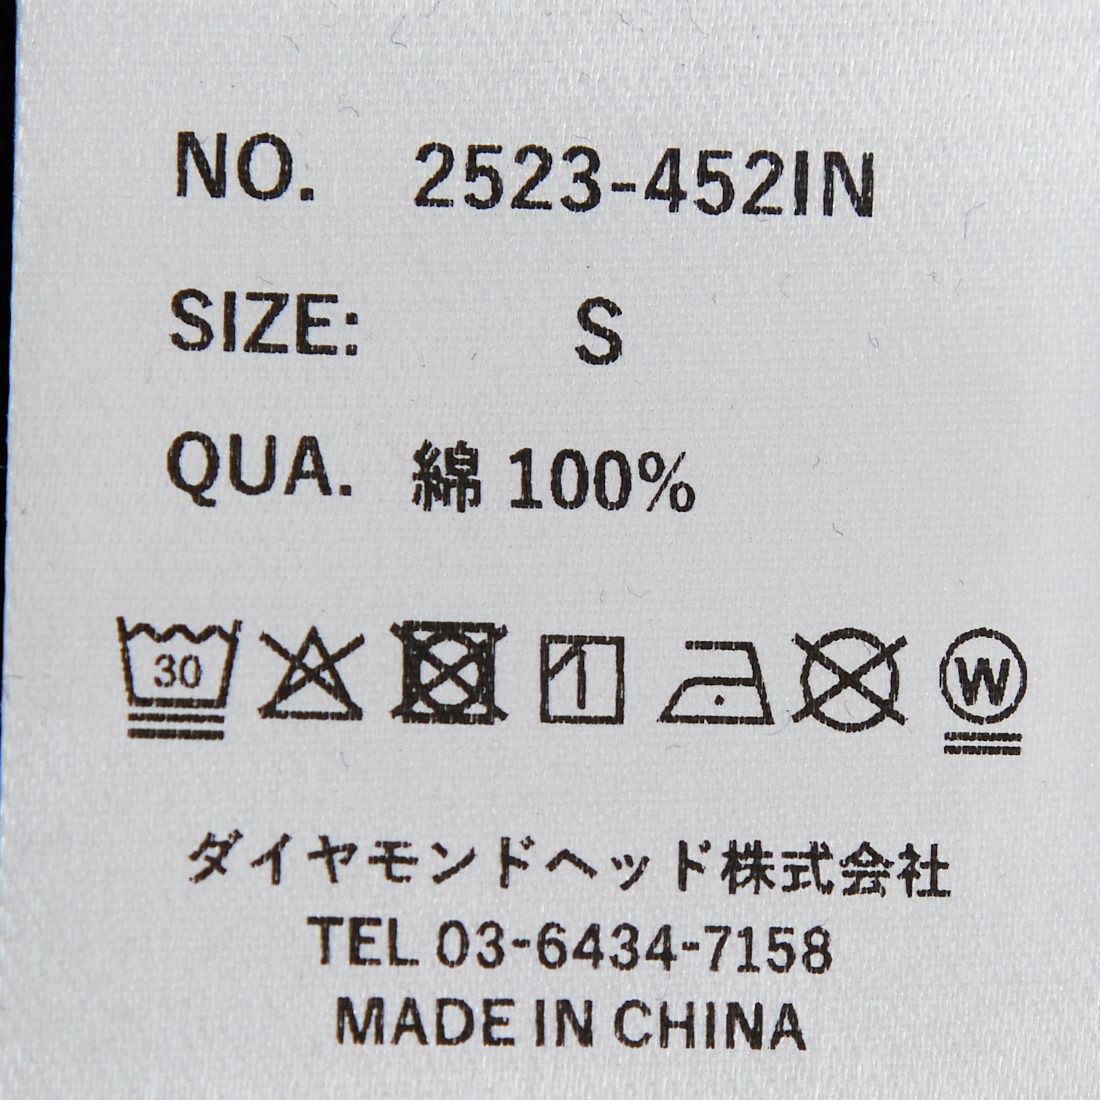 NO. 2523-452IN
SIZE: S
QUA. 綿 100%
30 W
ダイヤモンドヘッド株式会社
TEL 03-6434-7158
MADE IN CHINA